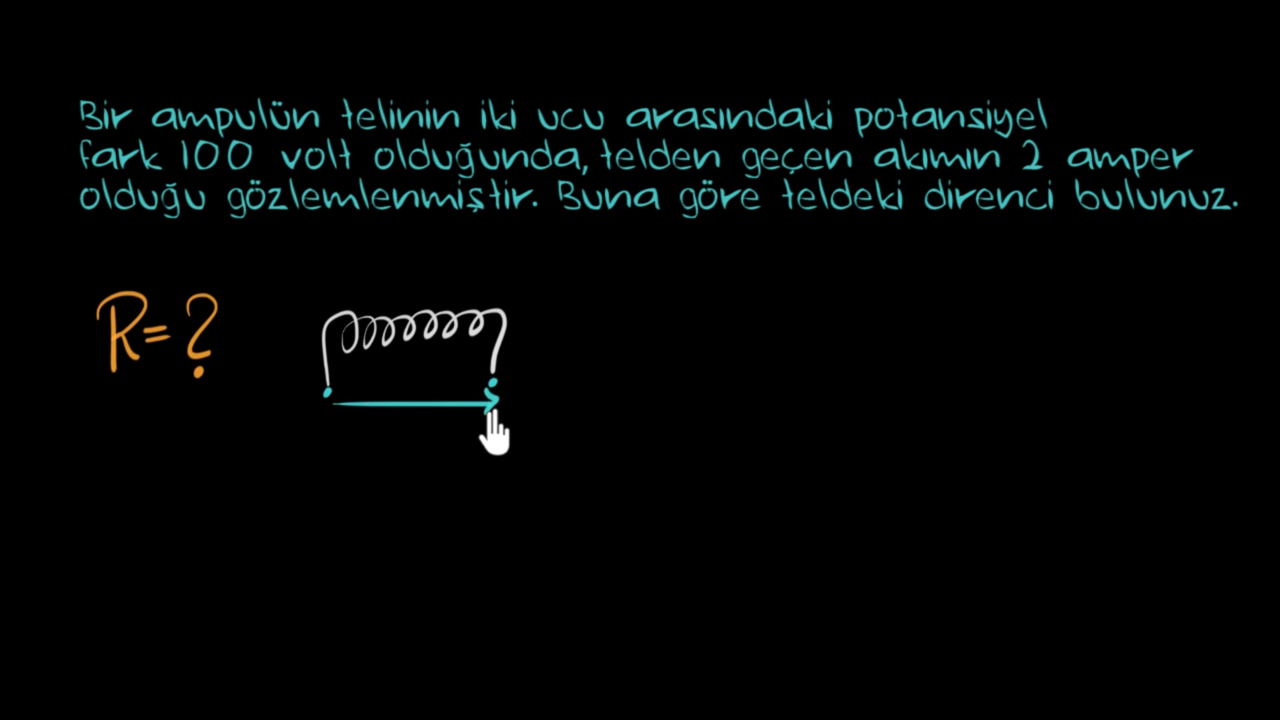 Bir ampulün telinin iki ucu arasındaki potansiyel
fark 100 volt olduğunda, telden geçen akımın 2 amper
olduğu gözlemlenmiştir. Buna göre teldeki direnci bulunuz.
R=?